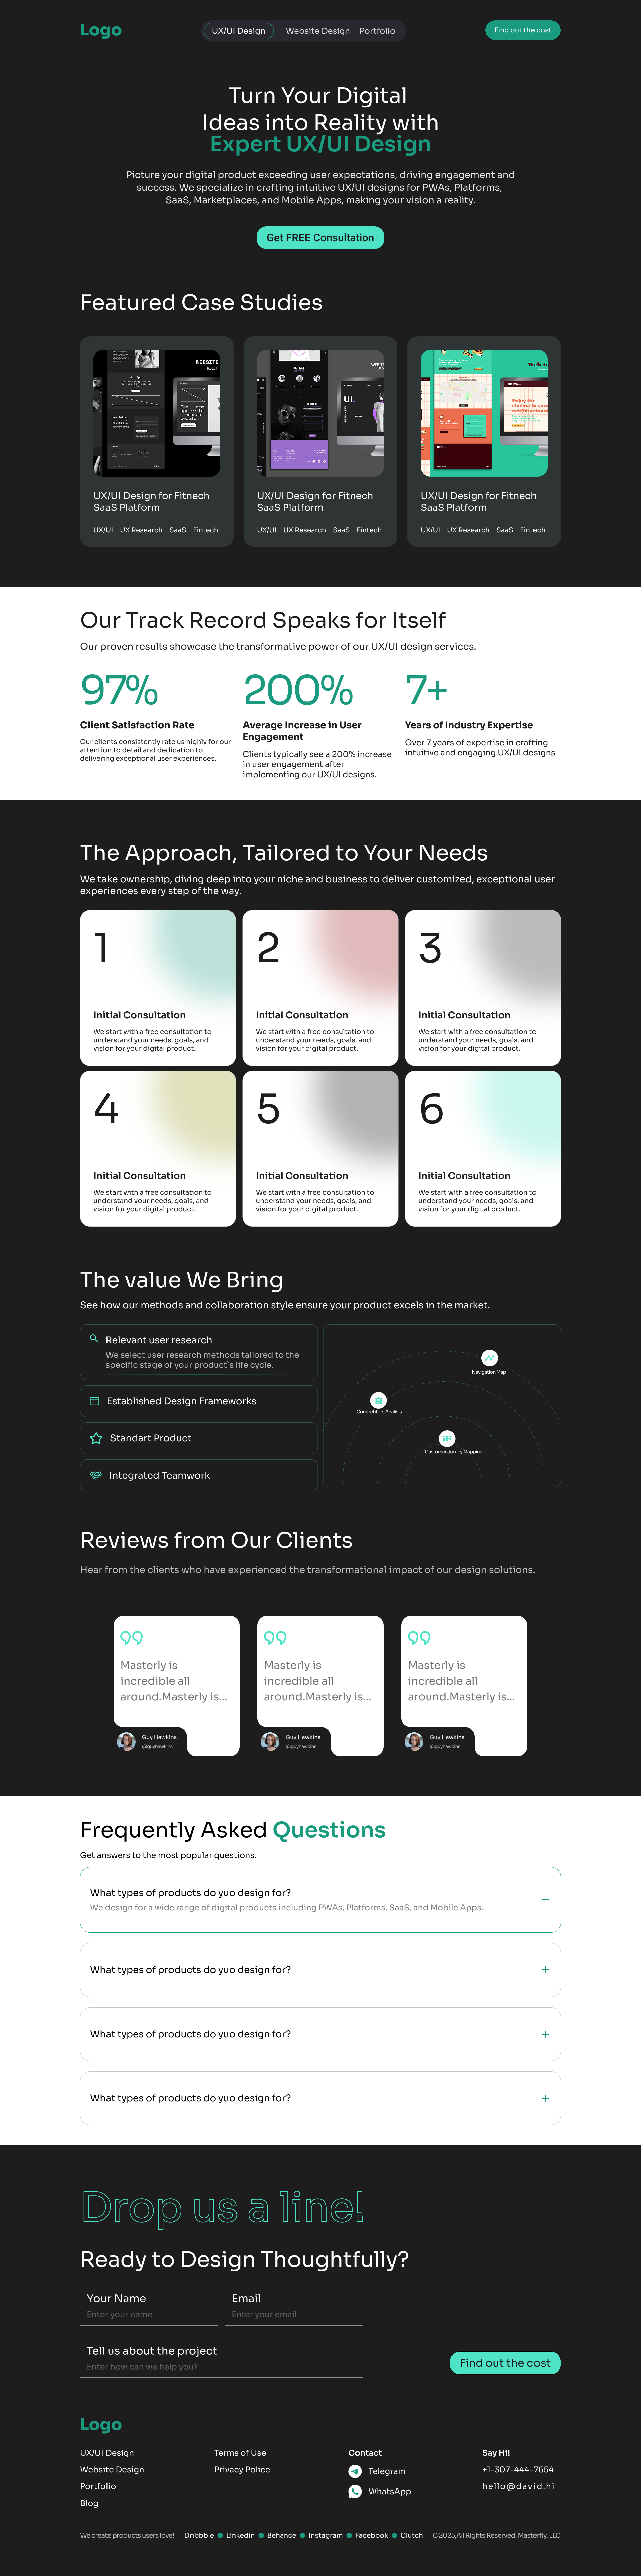 Logo
UX/UI Design
Website Design
Portfolio
Find out the cost
Turn Your Digital
Ideas into Reality with
Expert UX/UI Design
Picture your digital product exceeding user expectations, driving engagement and
success. We specialize in crafting intuitive UX/UI designs for PWAs, Platforms,
SaaS, Marketplaces, and Mobile Apps, making your vision a reality.
Get FREE Consultation
Featured Case Studies
UX/UI Design for Fitnech
SaaS Platform
UX/UI UX Research SaaS Fintech
UX/UI Design for Fitnech
SaaS Platform
UX/UI UX Research SaaS Fintech
UX/UI Design for Fitnech
SaaS Platform
UX/UI UX Research SaaS Fintech
Our Track Record Speaks for Itself
Our proven results showcase the transformative power of our UX/UI design services.
97%
Client Satisfaction Rate
Our clients consistently rate us highly for our
attention to detail and dedication to
delivering exceptional user experiences.
200%
Average Increase in User
Engagement
Clients typically see a 200% increase
in user engagement after
implementing our UX/UI designs.
7+
Years of Industry Expertise
Over 7 years of expertise in crafting
intuitive and engaging UX/UI designs
The Approach, Tailored to Your Needs
We take ownership, diving deep into your niche and business to deliver customized, exceptional user
experiences every step of the way.
1
Initial Consultation
We start with a free consultation to
understand your needs, goals, and
vision for your digital product.
2
Initial Consultation
We start with a free consultation to
understand your needs, goals, and
vision for your digital product.
3
Initial Consultation
We start with a free consultation to
understand your needs, goals, and
vision for your digital product.
4
Initial Consultation
We start with a free consultation to
understand your needs, goals, and
vision for your digital product.
5
Initial Consultation
We start with a free consultation to
understand your needs, goals, and
vision for your digital product.
6
Initial Consultation
We start with a free consultation to
understand your needs, goals, and
vision for your digital product.
The value We Bring
See how our methods and collaboration style ensure your product excels in the market.
Relevant user research
We select user research methods tailored to the
specific stage of your product`s life cycle.
Established Design Frameworks
Standart Product
Integrated Teamwork
Navigation Map
Competitors Analisis
Customer Jorney Mapping
Reviews from Our Clients
Hear from the clients who have experienced the transformational impact of our design solutions.
Masterly is
incredible all
around.Masterly is...
Guy Hawkins
@guyhawkins
Masterly is
incredible all
around.Masterly is...
Guy Hawkins
@guyhawkins
Masterly is
incredible all
around.Masterly is...
Guy Hawkins
@guyhawkins
Frequently Asked Questions
Get answers to the most popular questions.
What types of products do yuo design for?
We design for a wide range of digital products including PWAs, Platforms, SaaS, and Mobile Apps.
What types of products do yuo design for?
What types of products do yuo design for?
What types of products do yuo design for?
Drop us a line!
Ready to Design Thoughtfully?
Your Name
Enter your name
Email
Enter your email
Tell us about the project
Enter how can we help you?
Find out the cost
Logo
UX/UI Design
Website Design
Portfolio
Blog
Terms of Use
Privacy Police
Contact
Telegram
WhatsApp
Say Hi!
+1-307-444-7654
hello@david.hi
We create products users love!
Dribbble
Linkedin
Behance
Instagram
Facebook
Clutch
C 2025,All Rights Reserved. Masterfly, LLC